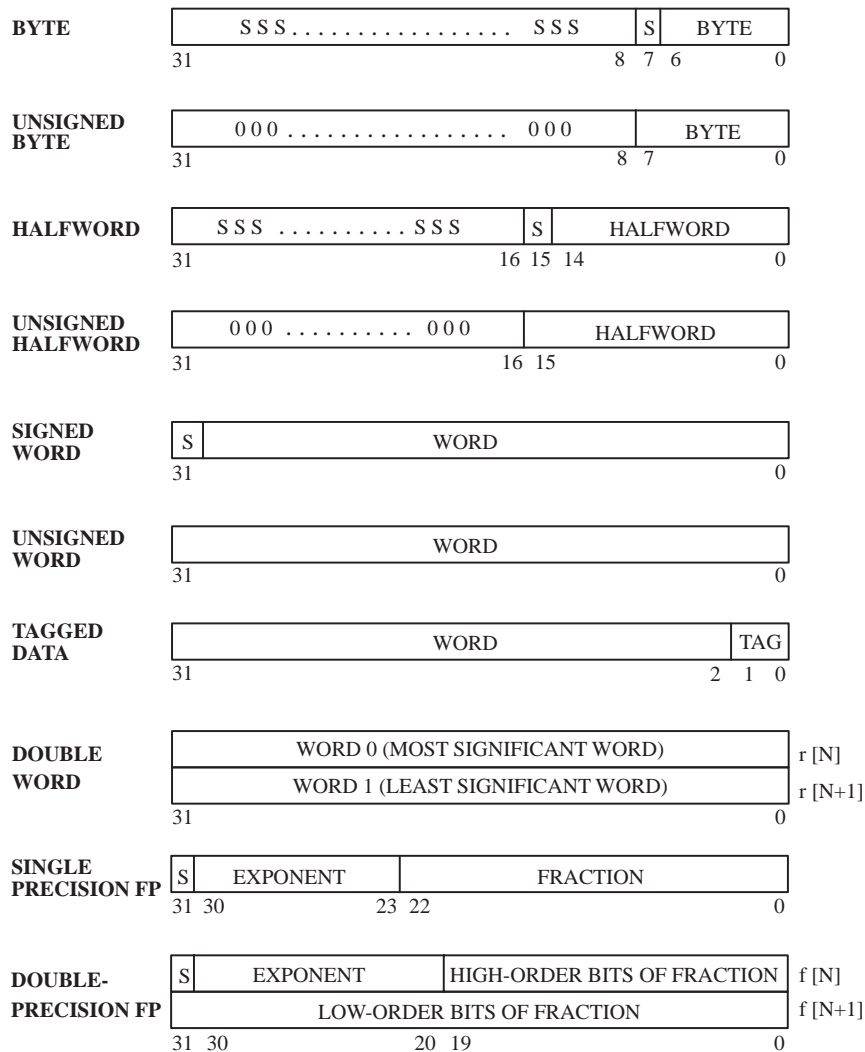 BYTE
S S S . . . . . . . . . . . . . . . . . S S S S BYTE
31 8 7 6 0
UNSIGNED
BYTE
0 0 0 . . . . . . . . . . . . . . . . . 0 0 0 BYTE
31 8 7 0
HALFWORD
S S S . . . . . . . . . . S S S S HALFWORD
31 16 15 14 0
UNSIGNED
HALFWORD
0 0 0 . . . . . . . . . . 0 0 0 HALFWORD
31 16 15 0
SIGNED
WORD
S WORD
31 0
UNSIGNED
WORD
WORD
31 0
TAGGED
DATA
WORD TAG
31 2 1 0
DOUBLE
WORD
WORD 0 (MOST SIGNIFICANT WORD) r [N]
WORD 1 (LEAST SIGNIFICANT WORD) r [N+1]
31 0
SINGLE
PRECISION FP
S EXPONENT FRACTION
31 30 23 22 0
DOUBLE-
PRECISION FP
S EXPONENT HIGH-ORDER BITS OF FRACTION f [N]
LOW-ORDER BITS OF FRACTION f [N+1]
31 30 20 19 0